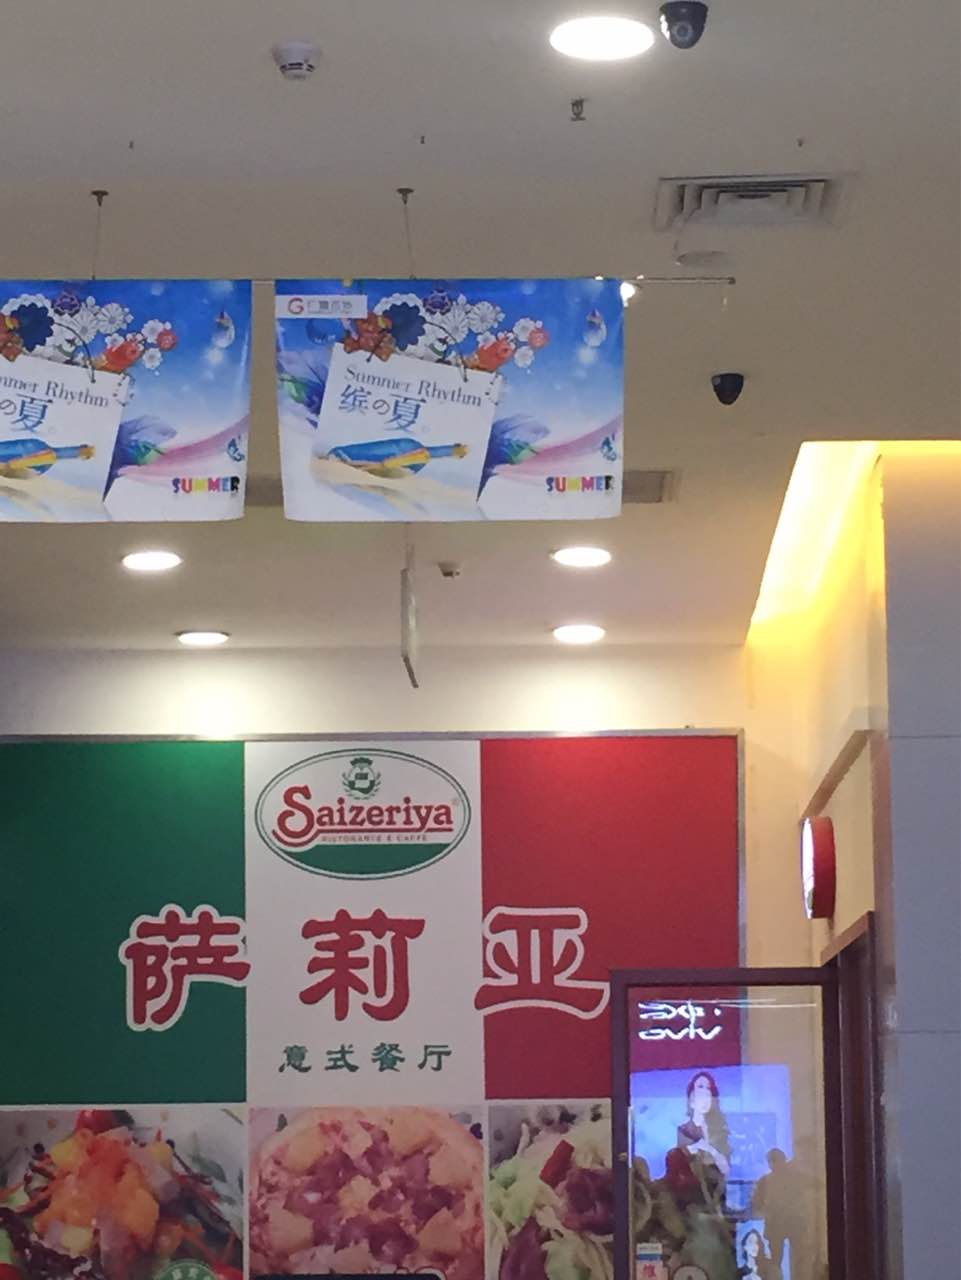 Summer Rhythm
缤の夏
SUMMER
Summer Rhythm
缤の夏
SUMMER
Saizeriya
RISTORANTE E CAFFÈ
萨莉亚
意式餐厅